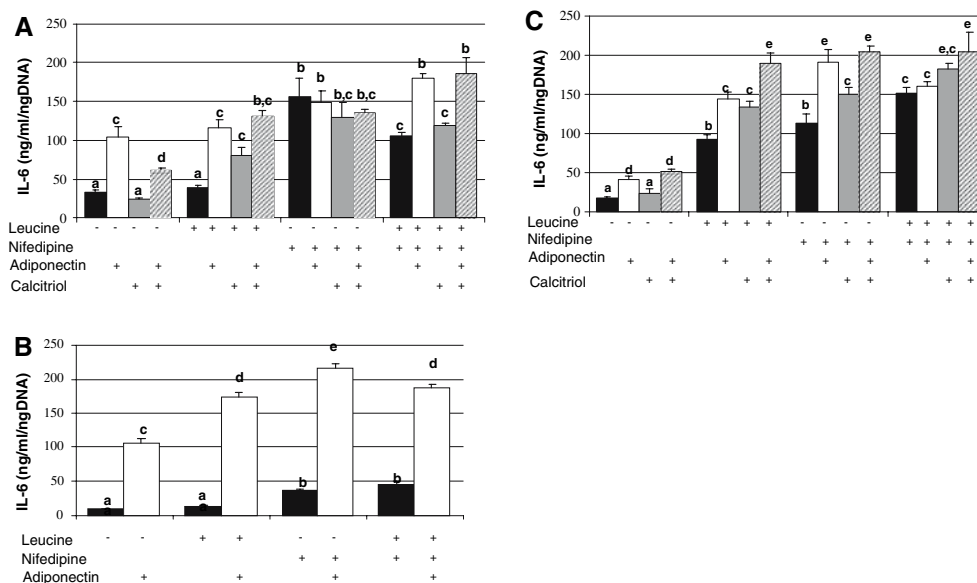 A
IL-6 (ng/ml/ngDNA)
250
200
150
100
50
0
a c a d a c c b,c b b b,c b,c c b c b
Leucine - - - - + + + + - - - - + + + +
Nifedipine + + + + + + + +
Adiponectin + + + + + + + +
Calcitriol + + + + + + + +
B
IL-6 (ng/ml/ngDNA)
250
200
150
100
50
0
a c a d b e b d
Leucine - - + + - - + +
Nifedipine + + + +
Adiponectin + + + +
C
IL-6 (ng/ml/ngDNA)
250
200
150
100
50
0
a d a d b c c e b e c e c c e,c e
Leucine - - - - + + + + - - - - + + + +
Nifedipine + + + + + + + +
Adiponectin + + + + + + + +
Calcitriol + + + + + + + +